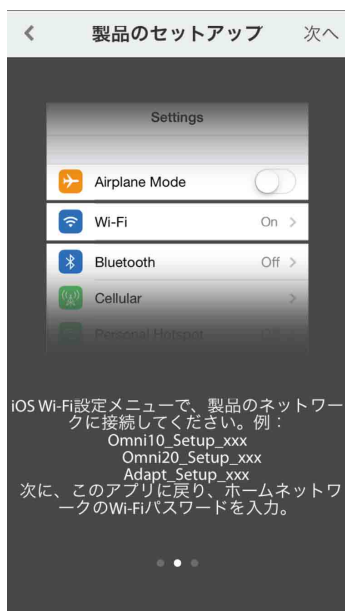 製品のセットアップ 次へ
Settings
Airplane Mode
Wi-Fi On
Bluetooth Off
Cellular
Personal Hotspot Off
iOS Wi-Fi設定メニューで、製品のネットワー
クに接続してください。例：
Omni10_Setup_xxx
Omni20_Setup_xxx
Adapt_Setup_xxx
次に、このアプリに戻り、ホームネットワ
ークのWi-Fiパスワードを入力。